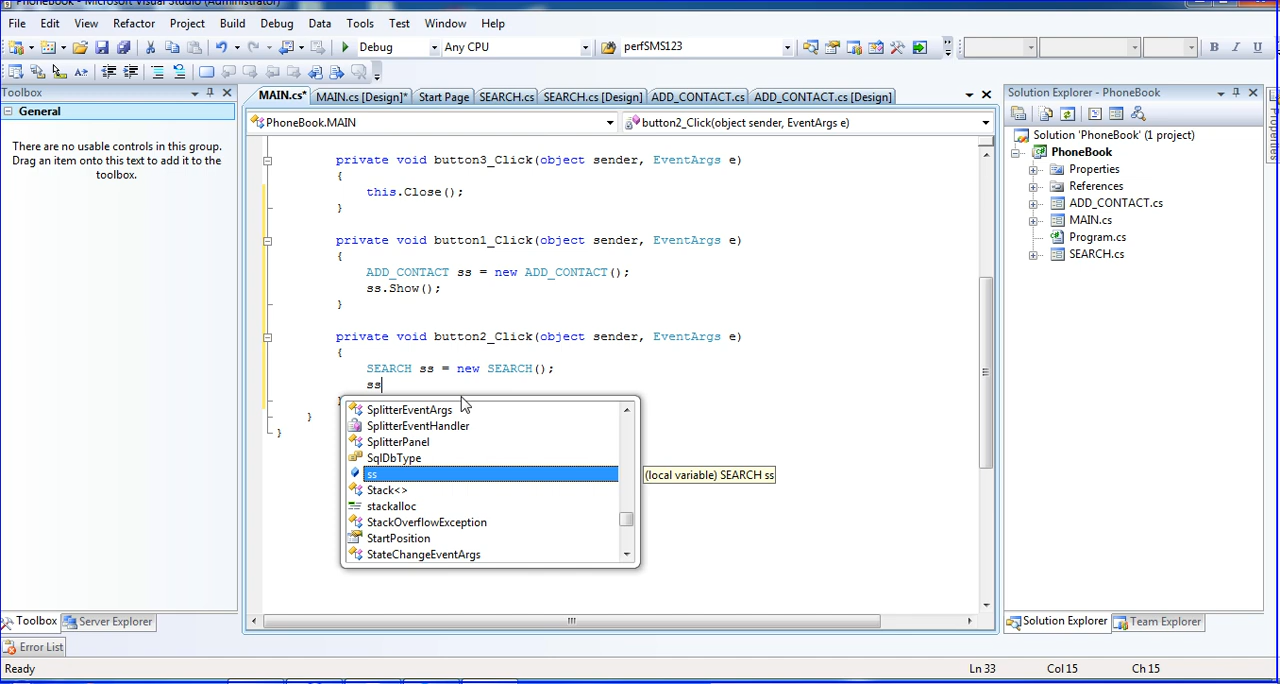 PhoneBook - Microsoft Visual Studio (Administrator)
File Edit View Refactor Project Build Debug Data Tools Test Window Help
Debug Any CPU perfSMS123 B I U
Toolbox
General
There are no usable controls in this group.
Drag an item onto this text to add it to the
toolbox.
MAIN.cs* MAIN.cs [Design]* Start Page SEARCH.cs SEARCH.cs [Design] ADD_CONTACT.cs ADD_CONTACT.cs [Design]
PhoneBook.MAIN button2_Click(object sender, EventArgs e)
private void button3_Click(object sender, EventArgs e)
{
this.Close();
}
private void button1_Click(object sender, EventArgs e)
{
ADD_CONTACT ss = new ADD_CONTACT();
ss.Show();
}
private void button2_Click(object sender, EventArgs e)
{
SEARCH ss = new SEARCH();
ss
}
}
}
SplitterEventArgs
SplitterEventHandler
SplitterPanel
SqlDbType
ss
Stack<>
stackalloc
StackOverflowException
StartPosition
StateChangeEventArgs
(local variable) SEARCH ss
Solution Explorer - PhoneBook
Solution 'PhoneBook' (1 project)
PhoneBook
Properties
References
ADD_CONTACT.cs
MAIN.cs
Program.cs
SEARCH.cs
Properties
Toolbox Server Explorer
Solution Explorer Team Explorer
Error List
Ready Ln 33 Col 15 Ch 15